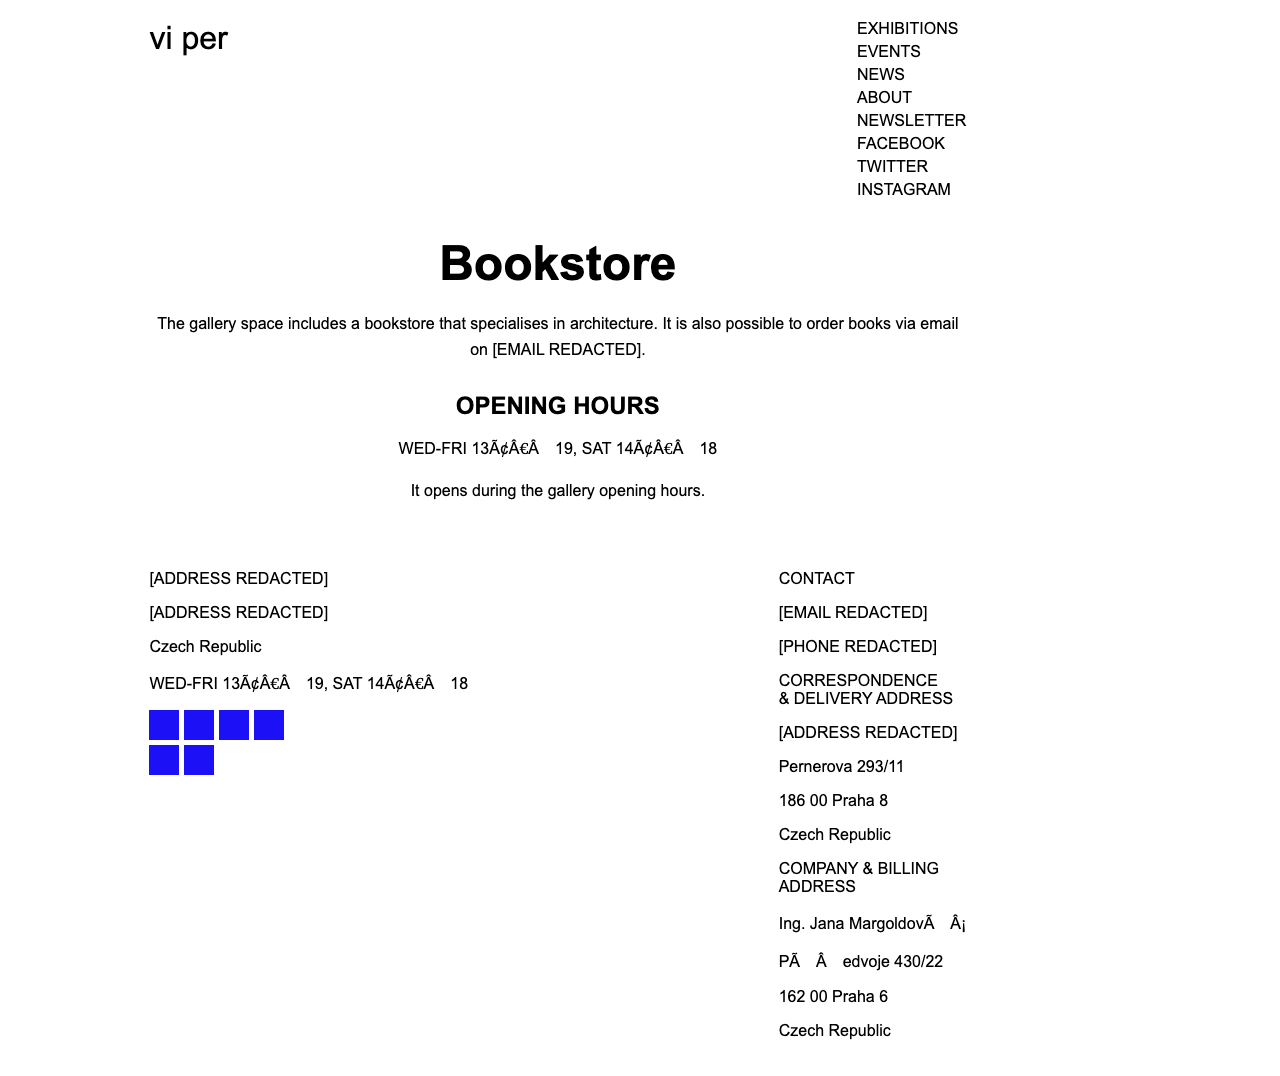 vi per
EXHIBITIONS
EVENTS
NEWS
ABOUT
NEWSLETTER
FACEBOOK
TWITTER
INSTAGRAM
Bookstore
The gallery space includes a bookstore that specialises in architecture. It is also possible to order books via email
on [EMAIL REDACTED].
OPENING HOURS
WED-FRI 13Ã¢Â€Â 19, SAT 14Ã¢Â€Â 18
It opens during the gallery opening hours.
[ADDRESS REDACTED]
[ADDRESS REDACTED]
Czech Republic
WED-FRI 13Ã¢Â€Â 19, SAT 14Ã¢Â€Â 18
CONTACT
[EMAIL REDACTED]
[PHONE REDACTED]
CORRESPONDENCE
& DELIVERY ADDRESS
[ADDRESS REDACTED]
Pernerova 293/11
186 00 Praha 8
Czech Republic
COMPANY & BILLING
ADDRESS
Ing. Jana MargoldovÃ Â¡
PÃ Â edvoje 430/22
162 00 Praha 6
Czech Republic